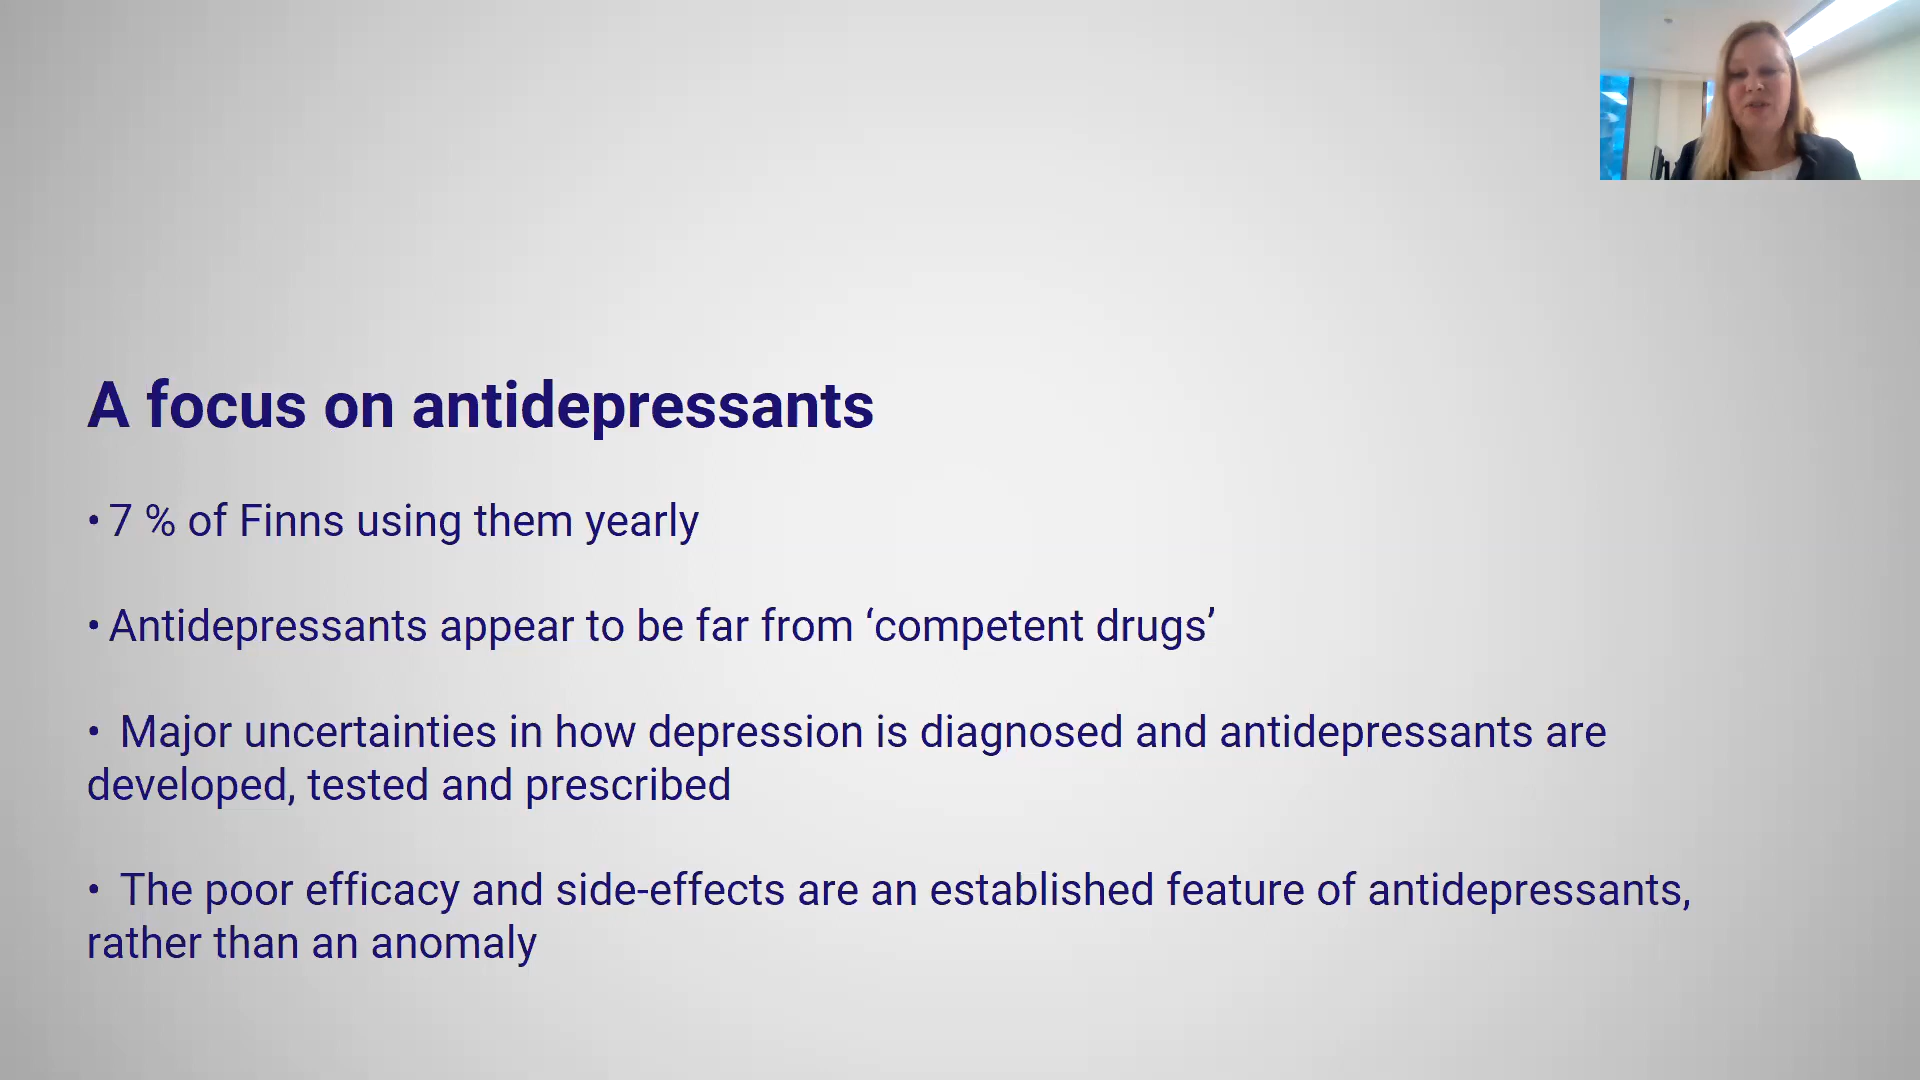 A focus on antidepressants
• 7 % of Finns using them yearly
• Antidepressants appear to be far from ‘competent drugs’
• Major uncertainties in how depression is diagnosed and antidepressants are
developed, tested and prescribed
• The poor efficacy and side-effects are an established feature of antidepressants,
rather than an anomaly